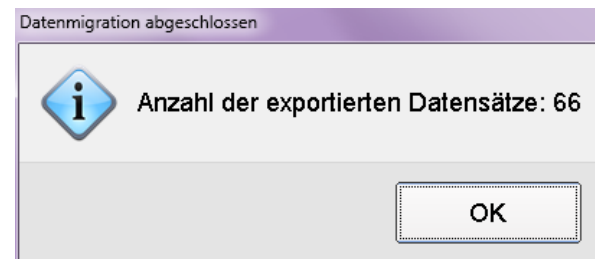 Datenmigration abgeschlossen
Anzahl der exportierten Datensätze: 66
OK